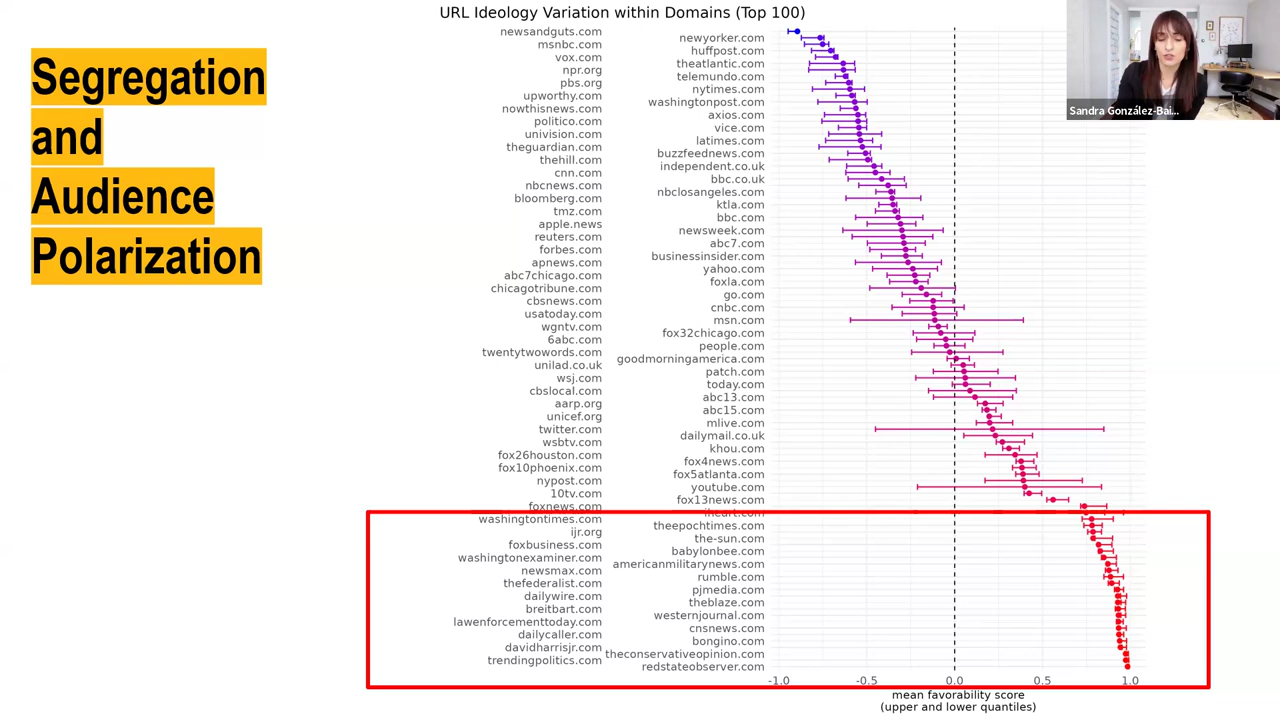 URL Ideology Variation within Domains (Top 100)
Segregation
and
Audience
Polarization
Sandra González-Bai...
newsandguts.com
newyorker.com
msnbc.com
huffpost.com
vox.com
theatlantic.com
npr.org
telemundo.com
pbs.org
nytimes.com
upworthy.com
washingtonpost.com
nowthisnews.com
axios.com
politico.com
vice.com
univision.com
latimes.com
theguardian.com
buzzfeednews.com
thehill.com
independent.co.uk
cnn.com
bbc.co.uk
nbcnews.com
nbclosangeles.com
bloomberg.com
ktla.com
tmz.com
bbc.com
apple.news
newsweek.com
reuters.com
abc7.com
forbes.com
businessinsider.com
apnews.com
yahoo.com
abc7chicago.com
foxla.com
chicagotribune.com
go.com
cbsnews.com
cnbc.com
usatoday.com
msn.com
wgntv.com
fox32chicago.com
6abc.com
people.com
twentytwowords.com
goodmorningamerica.com
unilad.co.uk
patch.com
wsj.com
today.com
cbslocal.com
abc13.com
aarp.org
abc15.com
unicef.org
mlive.com
twitter.com
dailymail.co.uk
wsbtv.com
khou.com
fox26houston.com
fox4news.com
fox10phoenix.com
fox5atlanta.com
nypost.com
youtube.com
10tv.com
fox13news.com
foxnews.com
iheart.com
washingtontimes.com
theepochtimes.com
ijr.org
the-sun.com
foxbusiness.com
babylonbee.com
washingtonexaminer.com
americanmilitarynews.com
newsmax.com
rumble.com
thefederalist.com
pjmedia.com
dailywire.com
theblaze.com
breitbart.com
westernjournal.com
lawenforcementtoday.com
cnsnews.com
dailycaller.com
bongino.com
davidharrisjr.com
theconservativeopinion.com
trendingpolitics.com
redstateobserver.com
-1.0 -0.5 0.0 0.5 1.0
mean favorability score
(upper and lower quantiles)